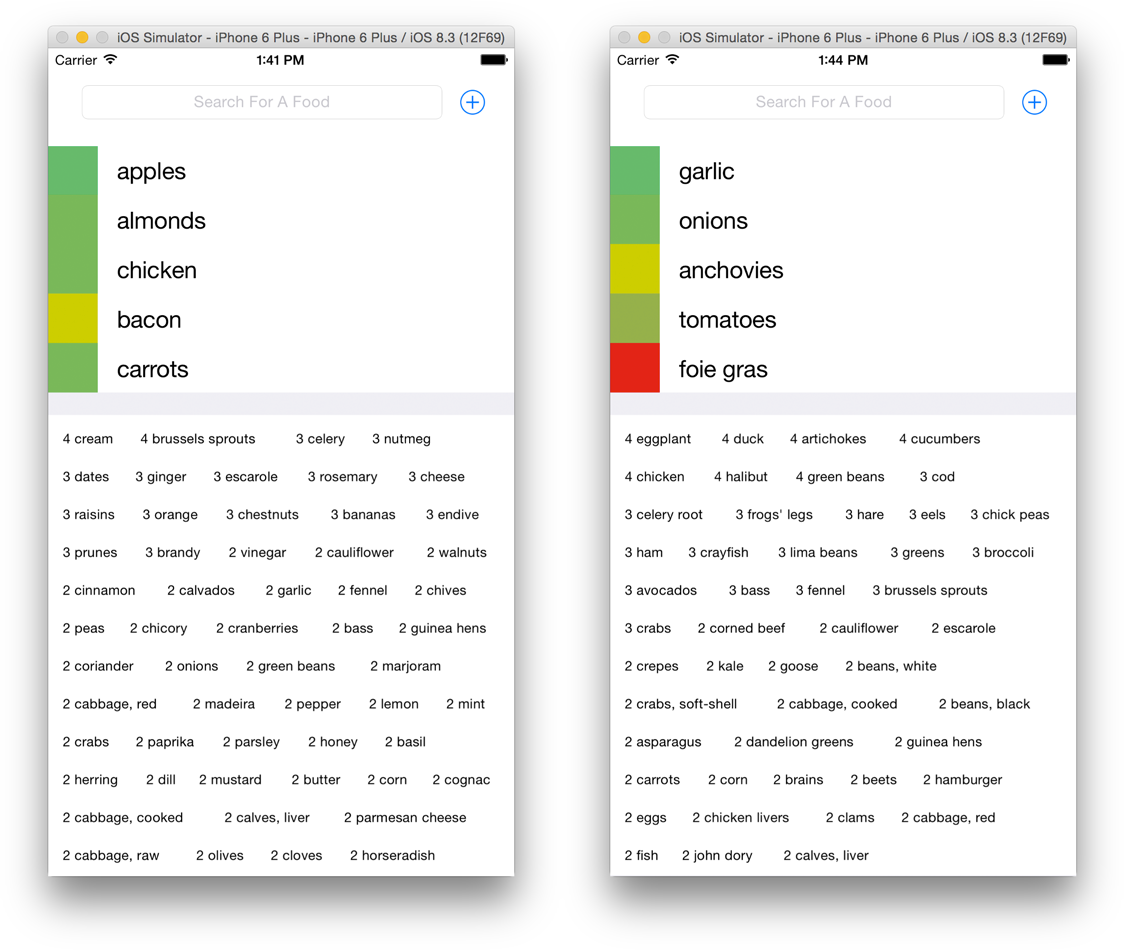 iOS Simulator - iPhone 6 Plus - iPhone 6 Plus / iOS 8.3 (12F69)
Carrier 1:41 PM
Search For A Food
apples
almonds
chicken
bacon
carrots
4 cream 4 brussels sprouts 3 celery 3 nutmeg
3 dates 3 ginger 3 escarole 3 rosemary 3 cheese
3 raisins 3 orange 3 chestnuts 3 bananas 3 endive
3 prunes 3 brandy 2 vinegar 2 cauliflower 2 walnuts
2 cinnamon 2 calvados 2 garlic 2 fennel 2 chives
2 peas 2 chicory 2 cranberries 2 bass 2 guinea hens
2 coriander 2 onions 2 green beans 2 marjoram
2 cabbage, red 2 madeira 2 pepper 2 lemon 2 mint
2 crabs 2 paprika 2 parsley 2 honey 2 basil
2 herring 2 dill 2 mustard 2 butter 2 corn 2 cognac
2 cabbage, cooked 2 calves, liver 2 parmesan cheese
2 cabbage, raw 2 olives 2 cloves 2 horseradish
iOS Simulator - iPhone 6 Plus - iPhone 6 Plus / iOS 8.3 (12F69)
Carrier 1:44 PM
Search For A Food
garlic
onions
anchovies
tomatoes
foie gras
4 eggplant 4 duck 4 artichokes 4 cucumbers
4 chicken 4 halibut 4 green beans 3 cod
3 celery root 3 frogs' legs 3 hare 3 eels 3 chick peas
3 ham 3 crayfish 3 lima beans 3 greens 3 broccoli
3 avocados 3 bass 3 fennel 3 brussels sprouts
3 crabs 2 corned beef 2 cauliflower 2 escarole
2 crepes 2 kale 2 goose 2 beans, white
2 crabs, soft-shell 2 cabbage, cooked 2 beans, black
2 asparagus 2 dandelion greens 2 guinea hens
2 carrots 2 corn 2 brains 2 beets 2 hamburger
2 eggs 2 chicken livers 2 clams 2 cabbage, red
2 fish 2 john dory 2 calves, liver